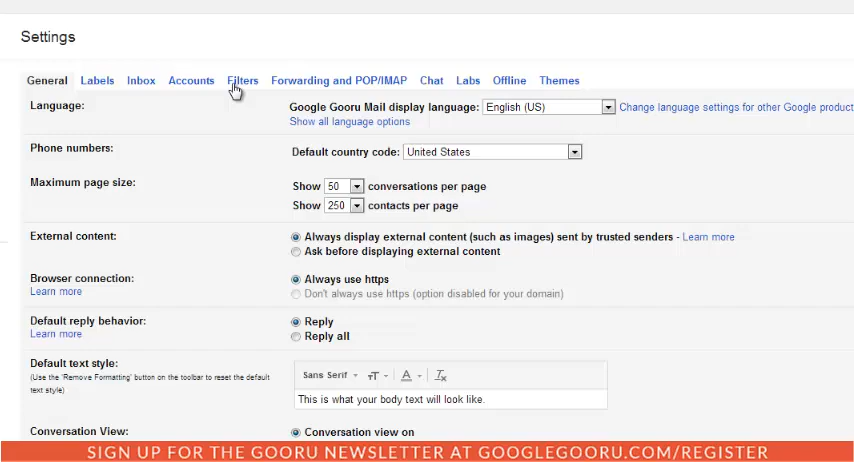 Settings
General Labels Inbox Accounts Filters Forwarding and POP/IMAP Chat Labs Offline Themes
Language: Google Gooru Mail display language: English (US) Change language settings for other Google product
Show all language options
Phone numbers: Default country code: United States
Maximum page size: Show 50 conversations per page
Show 250 contacts per page
External content: Always display external content (such as images) sent by trusted senders - Learn more
Ask before displaying external content
Browser connection: Always use https
Learn more Don't always use https (option disabled for your domain)
Default reply behavior: Reply
Learn more Reply all
Default text style: Sans Serif TT A Tx
(Use the 'Remove Formatting' button on the toolbar to reset the default
text style)
This is what your body text will look like.
Conversation View: Conversation view on
SIGN UP FOR THE GOORU NEWSLETTER AT GOOGLEGOORU.COM/REGISTER